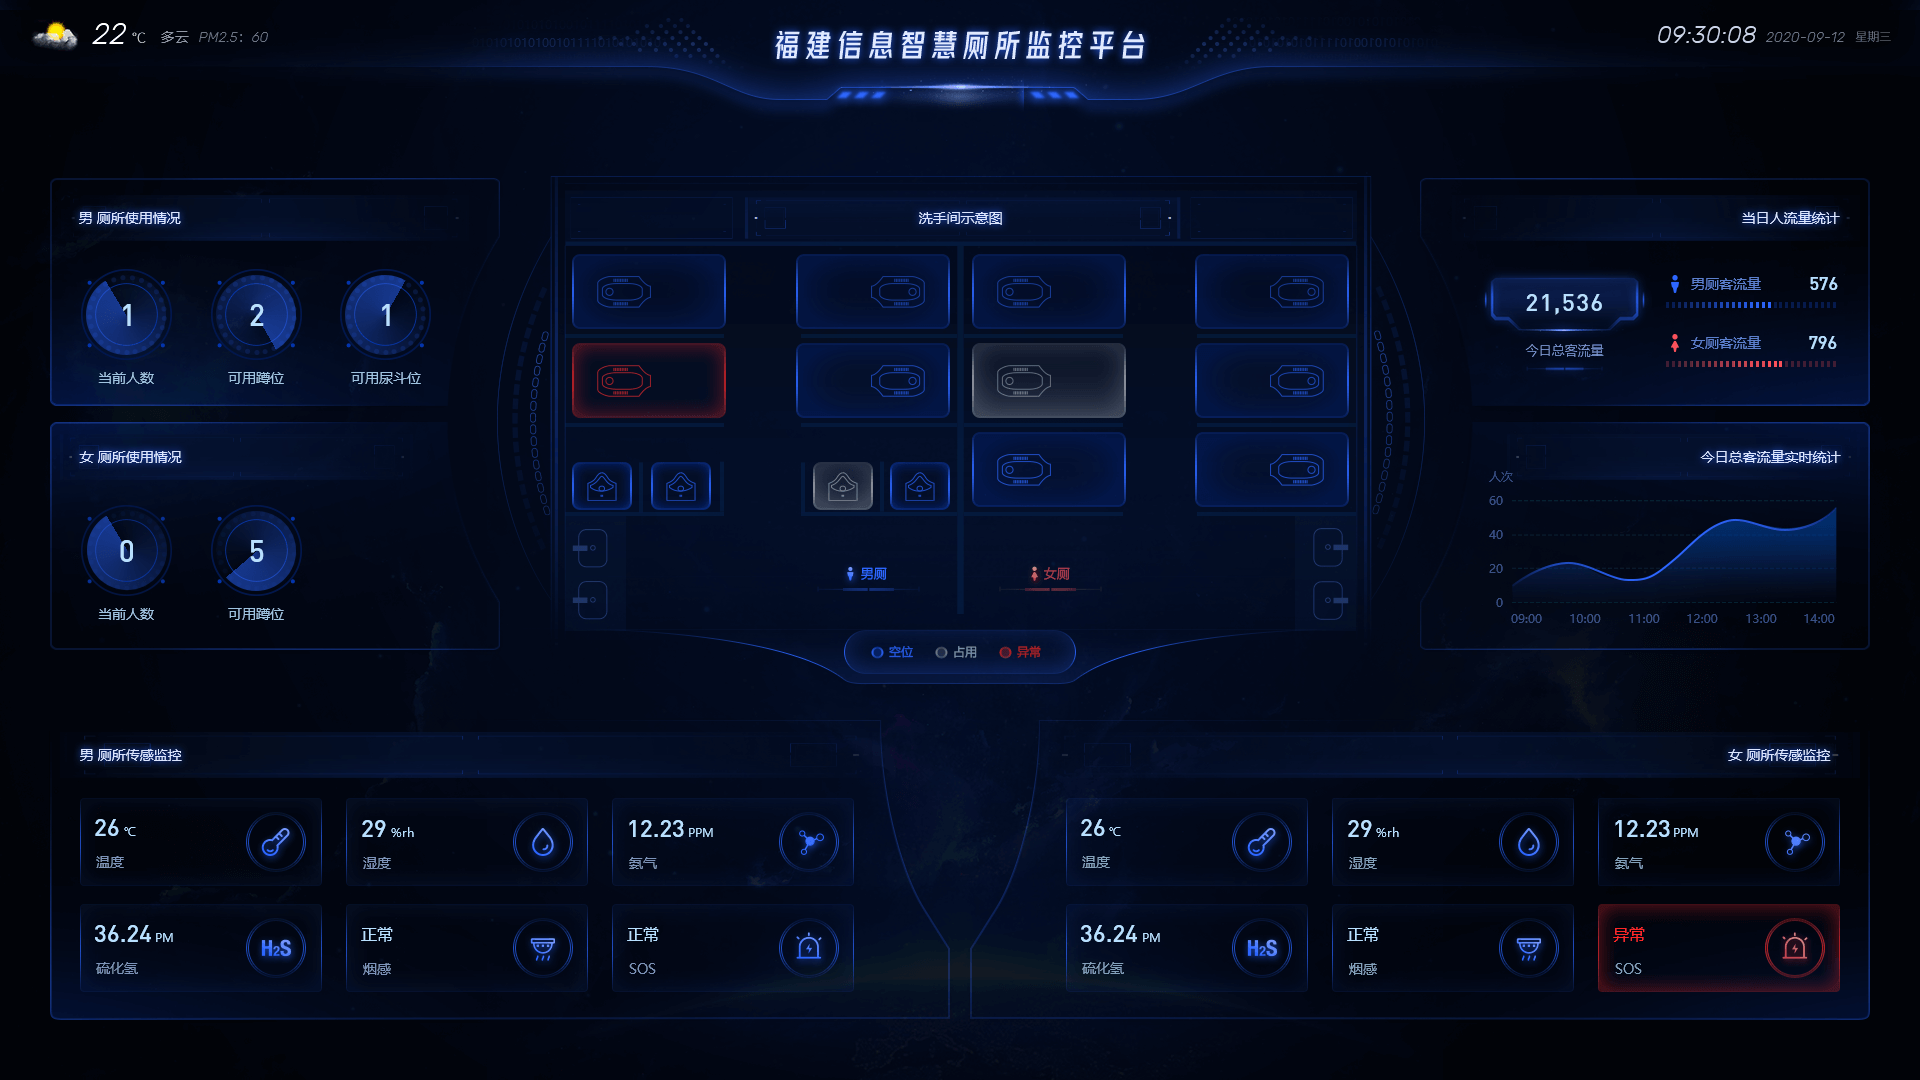 22℃ 多云 PM2.5：60
福建信息智慧厕所监控平台
09:30:08 2020-09-12 星期三
男 厕所使用情况
1
当前人数
2
可用蹲位
1
可用尿斗位
女 厕所使用情况
0
当前人数
5
可用蹲位
洗手间示意图
男厕
女厕
空位
占用
异常
当日人流量统计
21,536
今日总客流量
男厕客流量 576
女厕客流量 796
今日总客流量实时统计
人次
60
40
20
0
09:00 10:00 11:00 12:00 13:00 14:00
男 厕所传感监控
26 ℃
温度
29 %rh
湿度
12.23 PPM
氨气
36.24 PM
硫化氢
H₂S
正常
烟感
正常
SOS
女 厕所传感监控
26 ℃
温度
29 %rh
湿度
12.23 PPM
氨气
36.24 PM
硫化氢
H₂S
正常
烟感
异常
SOS